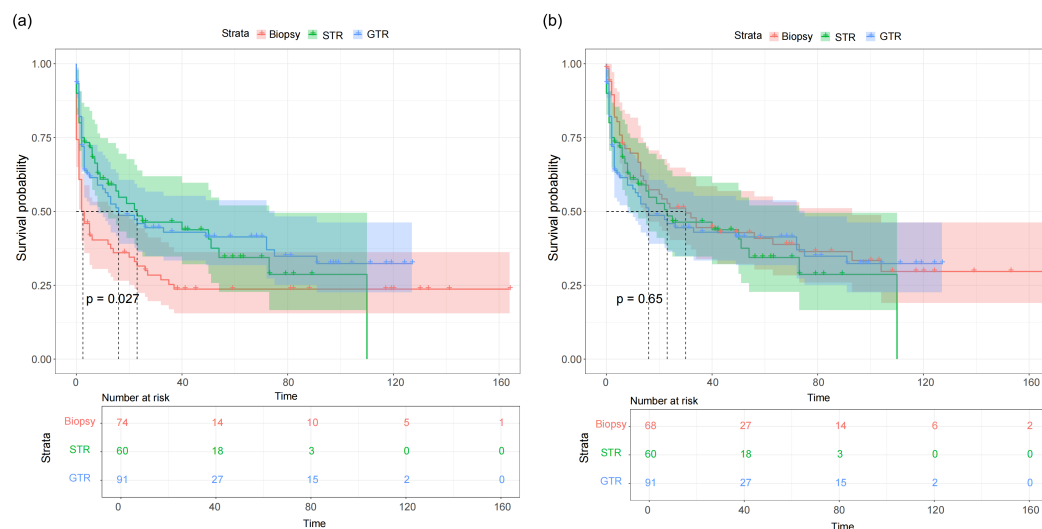 (a)
Strata Biopsy STR GTR
1.00
0.75
0.50
0.25
0.00
Survival probability
p = 0.027
0 40 80 120 160
Time
Number at risk
Strata
Biopsy 74 14 10 5 1
STR 60 18 3 0 0
GTR 91 27 15 2 0
0 40 80 120 160
Time
(b)
Strata Biopsy STR GTR
1.00
0.75
0.50
0.25
0.00
Survival probability
p = 0.65
0 40 80 120 160
Time
Number at risk
Strata
Biopsy 68 27 14 6 2
STR 60 18 3 0 0
GTR 91 27 15 2 0
0 40 80 120 160
Time